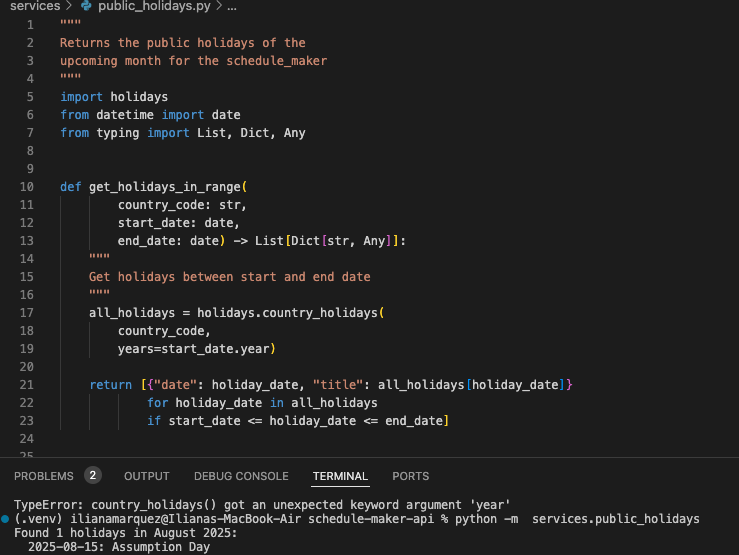 services > public_holidays.py > ...
1 """
2 Returns the public holidays of the
3 upcoming month for the schedule_maker
4 """
5 import holidays
6 from datetime import date
7 from typing import List, Dict, Any
8
9
10 def get_holidays_in_range(
11         country_code: str,
12         start_date: date,
13         end_date: date) -> List[Dict[str, Any]]:
14     """
15     Get holidays between start and end date
16     """
17     all_holidays = holidays.country_holidays(
18         country_code,
19         years=start_date.year)
20
21     return [{"date": holiday_date, "title": all_holidays[holiday_date]}
22             for holiday_date in all_holidays
23             if start_date <= holiday_date <= end_date]
24
25
PROBLEMS 2 OUTPUT DEBUG CONSOLE TERMINAL PORTS
TypeError: country_holidays() got an unexpected keyword argument 'year'
(.venv) ilianamarquez@Ilianas-MacBook-Air schedule-maker-api % python -m  services.public_holidays
Found 1 holidays in August 2025:
  2025-08-15: Assumption Day